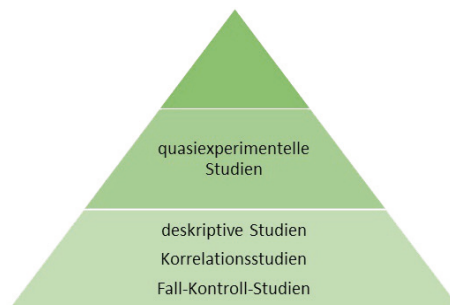 quasiexperimentelle
Studien
deskriptive Studien
Korrelationsstudien
Fall-Kontroll-Studien